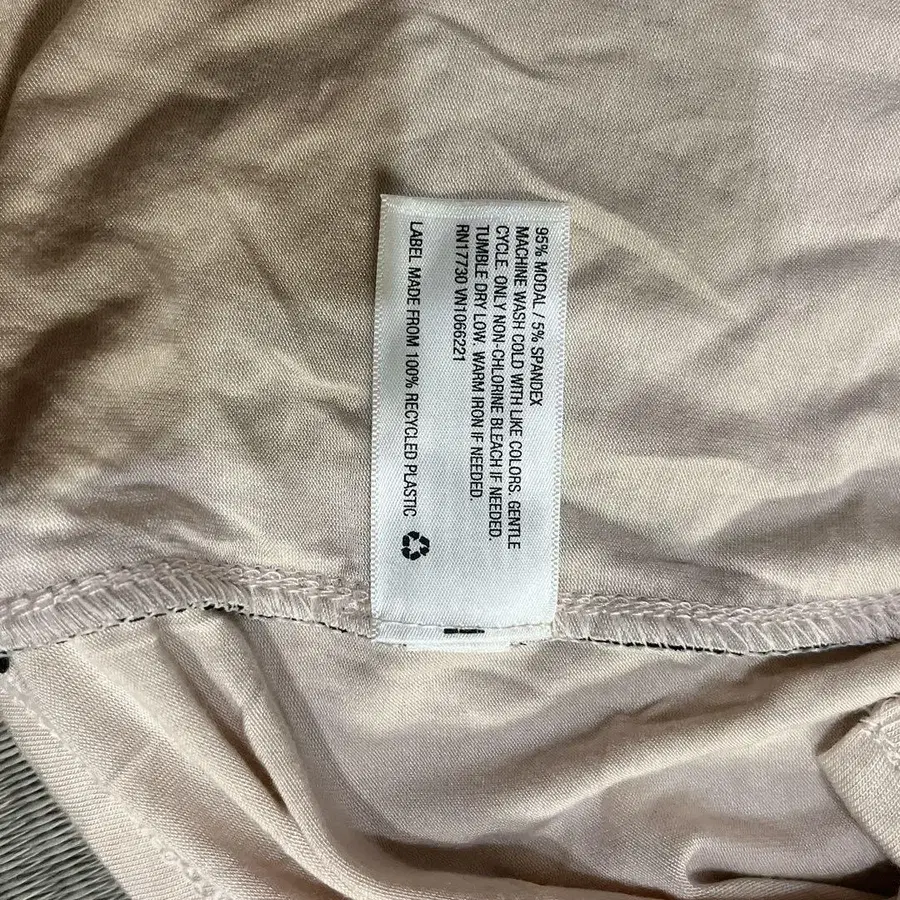 95% MODAL / 5% SPANDEX
MACHINE WASH COLD WITH LIKE COLORS. GENTLE
CYCLE. ONLY NON-CHLORINE BLEACH IF NEEDED.
TUMBLE DRY LOW. WARM IRON IF NEEDED.
RN17730 VN1066221
LABEL MADE FROM 100% RECYCLED PLASTIC